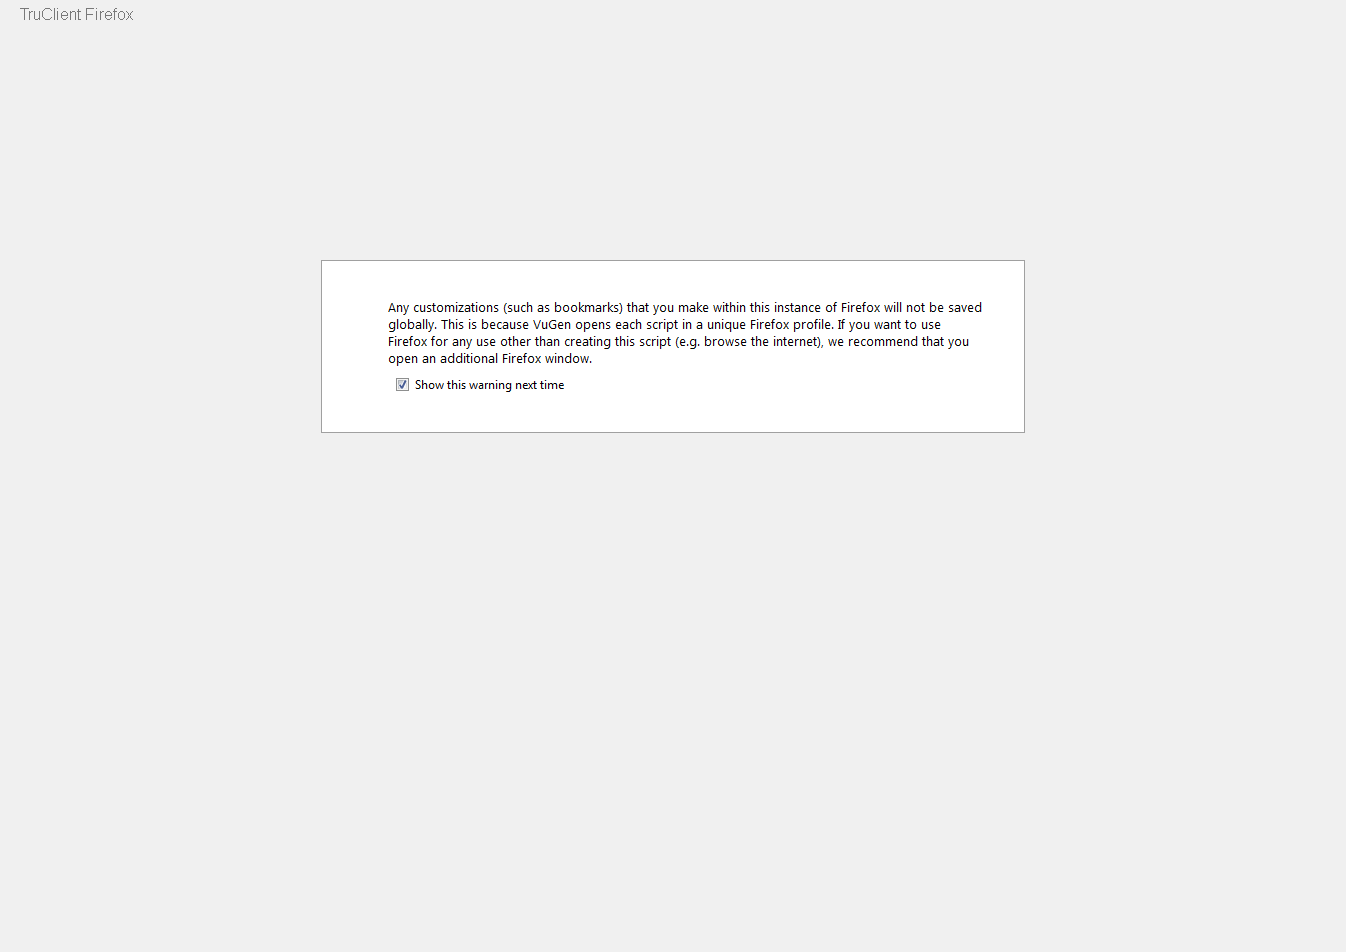 TruClient Firefox
Any customizations (such as bookmarks) that you make within this instance of Firefox will not be saved
globally. This is because VuGen opens each script in a unique Firefox profile. If you want to use
Firefox for any use other than creating this script (e.g. browse the internet), we recommend that you
open an additional Firefox window.
Show this warning next time